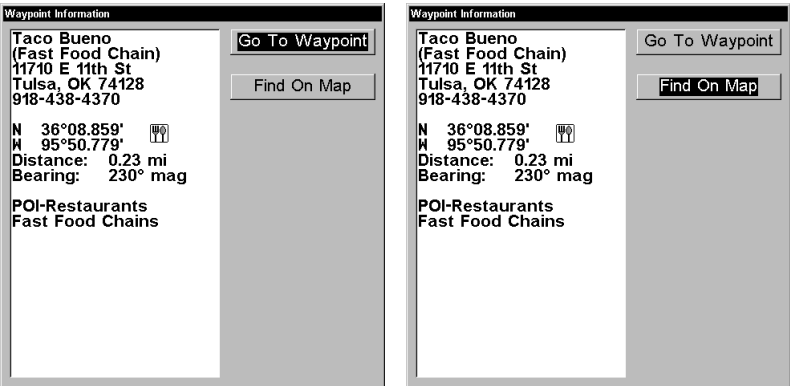 Waypoint Information
Taco Bueno
(Fast Food Chain)
11710 E 11th St
Tulsa, OK 74128
918-438-4370
N 36°08.859'
W 95°50.779'
Distance: 0.23 mi
Bearing: 230° mag
POI-Restaurants
Fast Food Chains
Go To Waypoint
Find On Map
Waypoint Information
Taco Bueno
(Fast Food Chain)
11710 E 11th St
Tulsa, OK 74128
918-438-4370
N 36°08.859'
W 95°50.779'
Distance: 0.23 mi
Bearing: 230° mag
POI-Restaurants
Fast Food Chains
Go To Waypoint
Find On Map